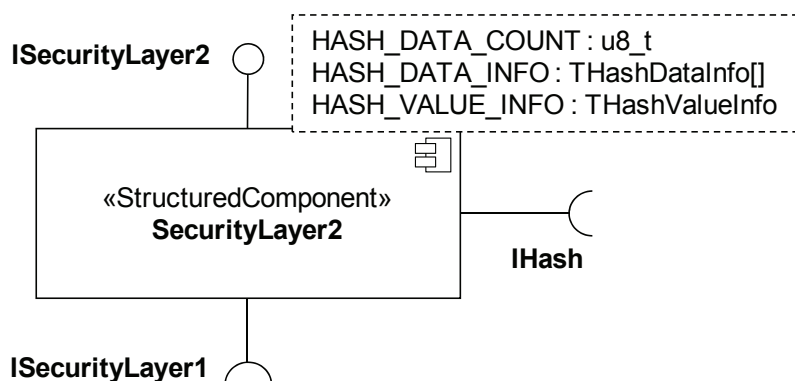 ISecurityLayer2
HASH_DATA_COUNT : u8_t
HASH_DATA_INFO : THashDataInfo[]
HASH_VALUE_INFO : THashValueInfo
«StructuredComponent»
SecurityLayer2
IHash
ISecurityLayer1